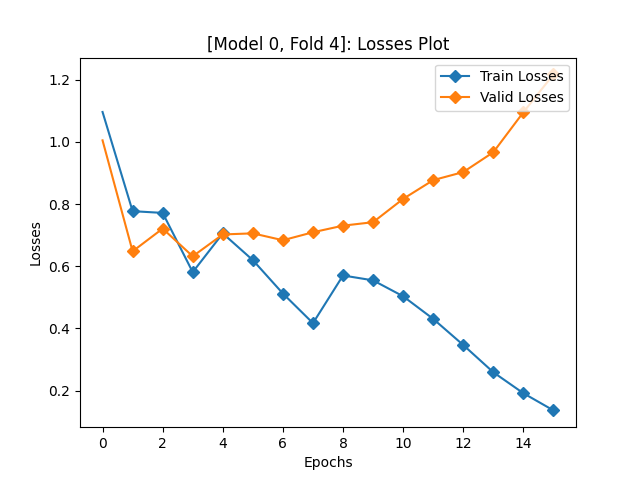 [Model 0, Fold 4]: Losses Plot
Train Losses
Valid Losses
1.2
1.0
0.8
0.6
0.4
0.2
Losses
0 2 4 6 8 10 12 14
Epochs